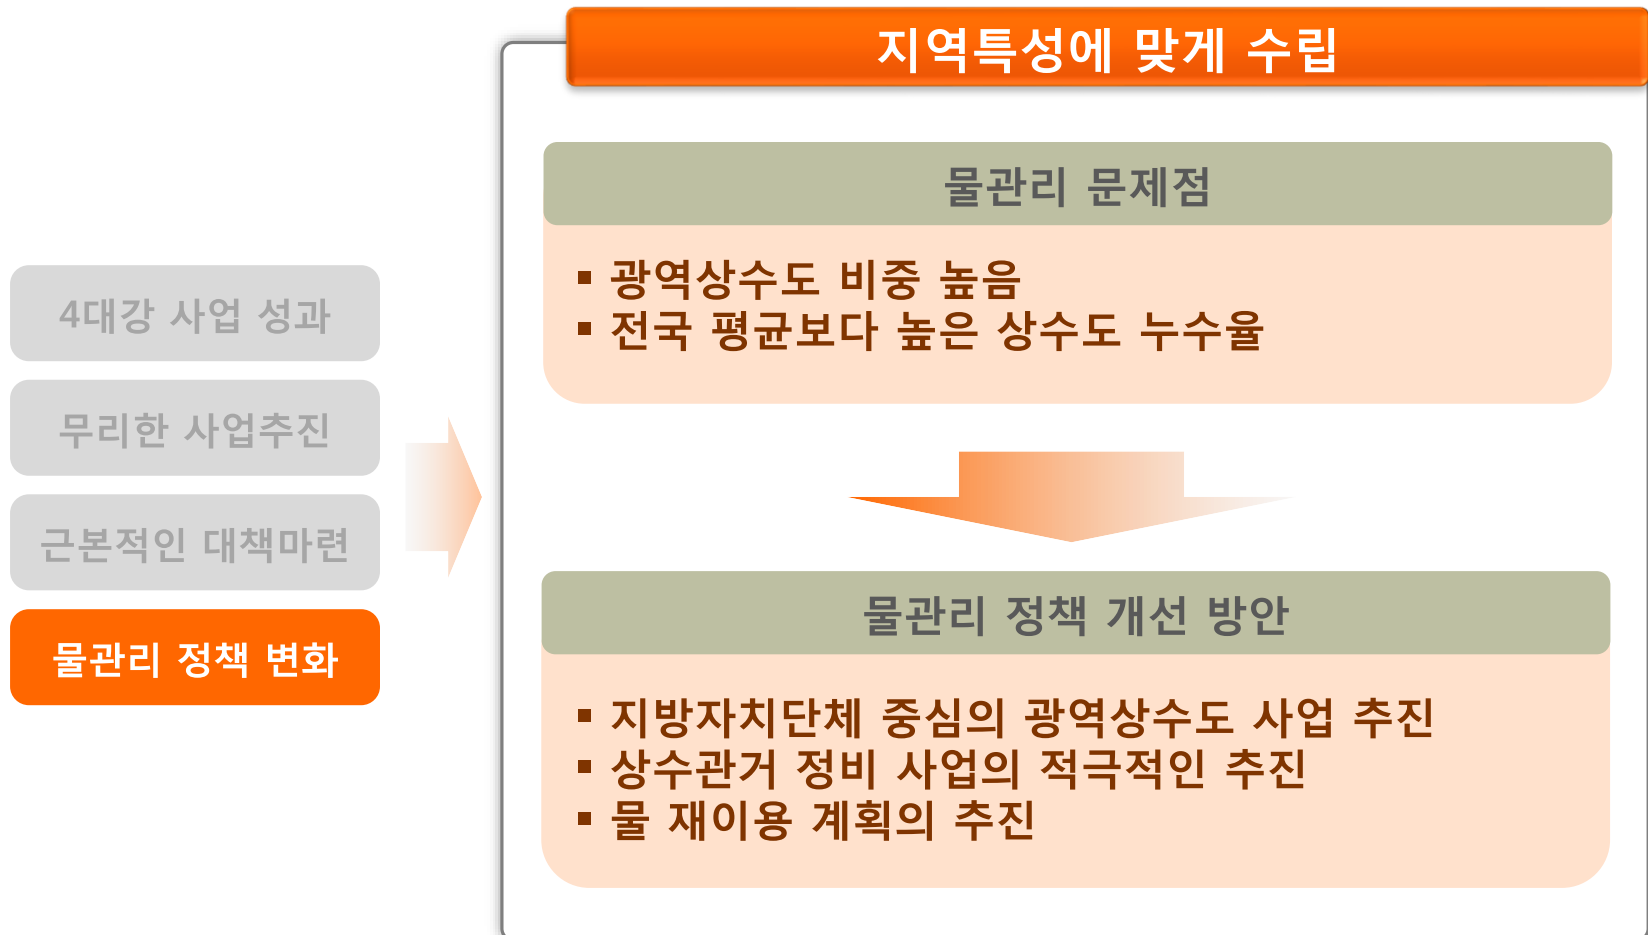 지역특성에 맞게 수립
물관리 문제점
▪ 광역상수도 비중 높음
▪ 전국 평균보다 높은 상수도 누수율
4대강 사업 성과
무리한 사업추진
근본적인 대책마련
물관리 정책 변화
물관리 정책 개선 방안
▪ 지방자치단체 중심의 광역상수도 사업 추진
▪ 상수관거 정비 사업의 적극적인 추진
▪ 물 재이용 계획의 추진